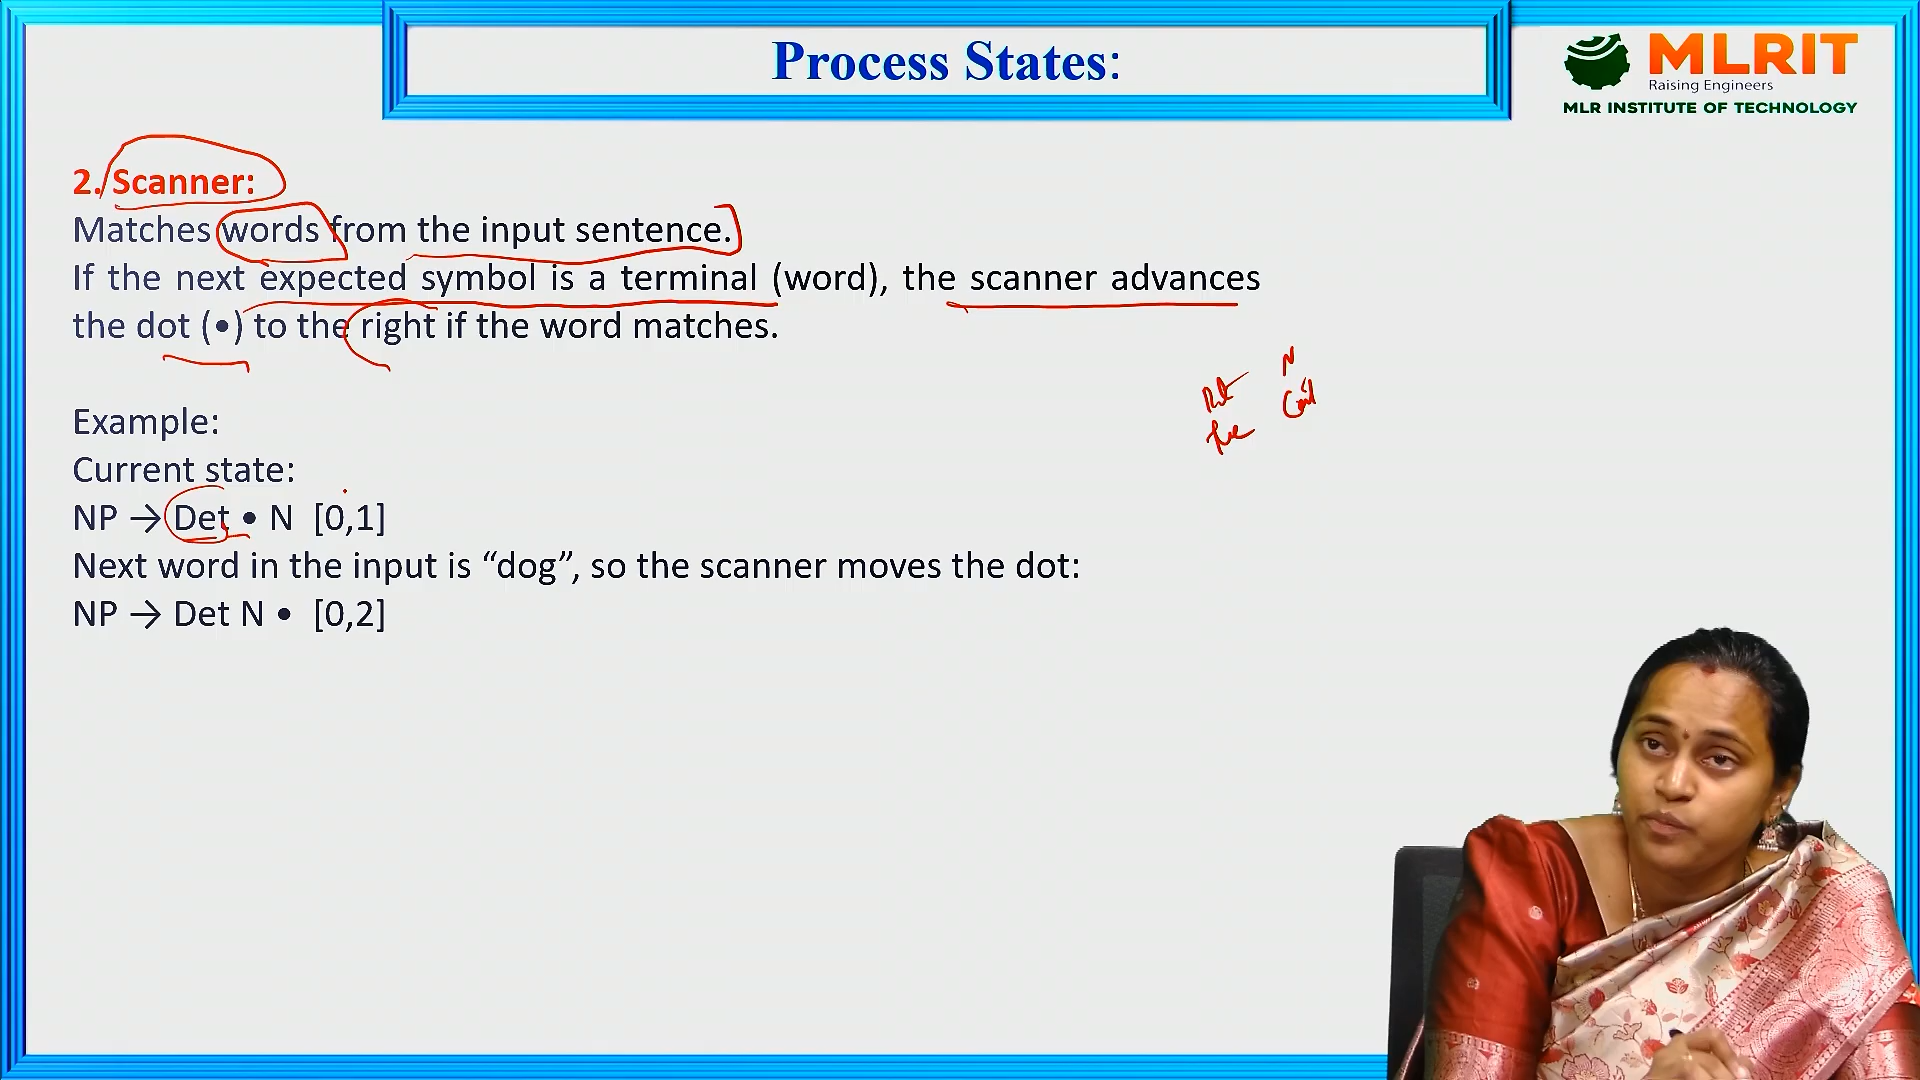 Process States:
MLRIT
Raising Engineers
MLR INSTITUTE OF TECHNOLOGY
2. Scanner:
Matches words from the input sentence.
If the next expected symbol is a terminal (word), the scanner advances
the dot (•) to the right if the word matches.
N
Example:
Current state:
NP → Det • N [0,1]
Next word in the input is “dog”, so the scanner moves the dot:
NP → Det N • [0,2]